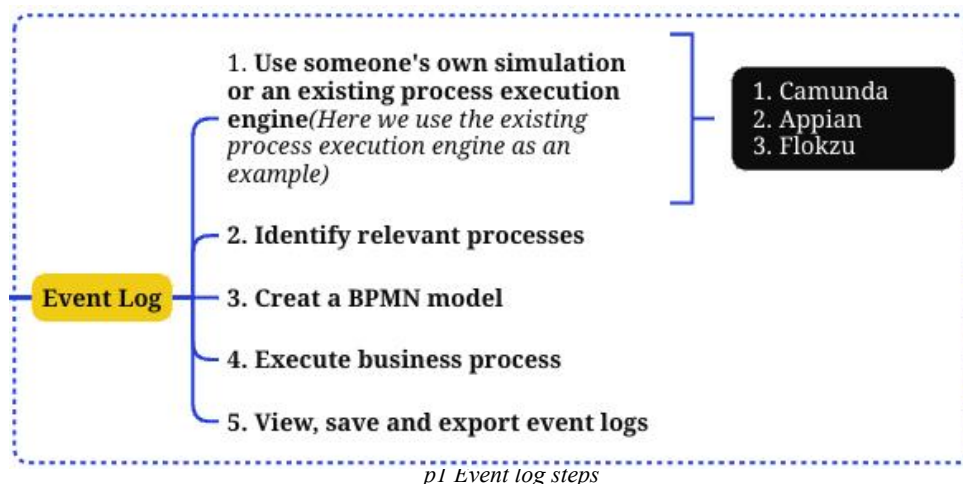 1. Use someone's own simulation
or an existing process execution
engine(Here we use the existing
process execution engine as an
example)
1. Camunda
2. Appian
3. Flokzu
2. Identify relevant processes
Event Log
3. Creat a BPMN model
4. Execute business process
5. View, save and export event logs
p1 Event log steps